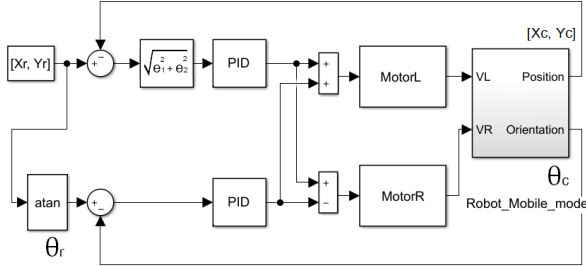 [Xc, Yc]
[Xr, Yr]
+ −
√e₁² + e₂²
PID
+
+
MotorL
VL Position
VR Orientation
θc
Robot_Mobile_mode
atan
θr
+ −
PID
+
−
MotorR